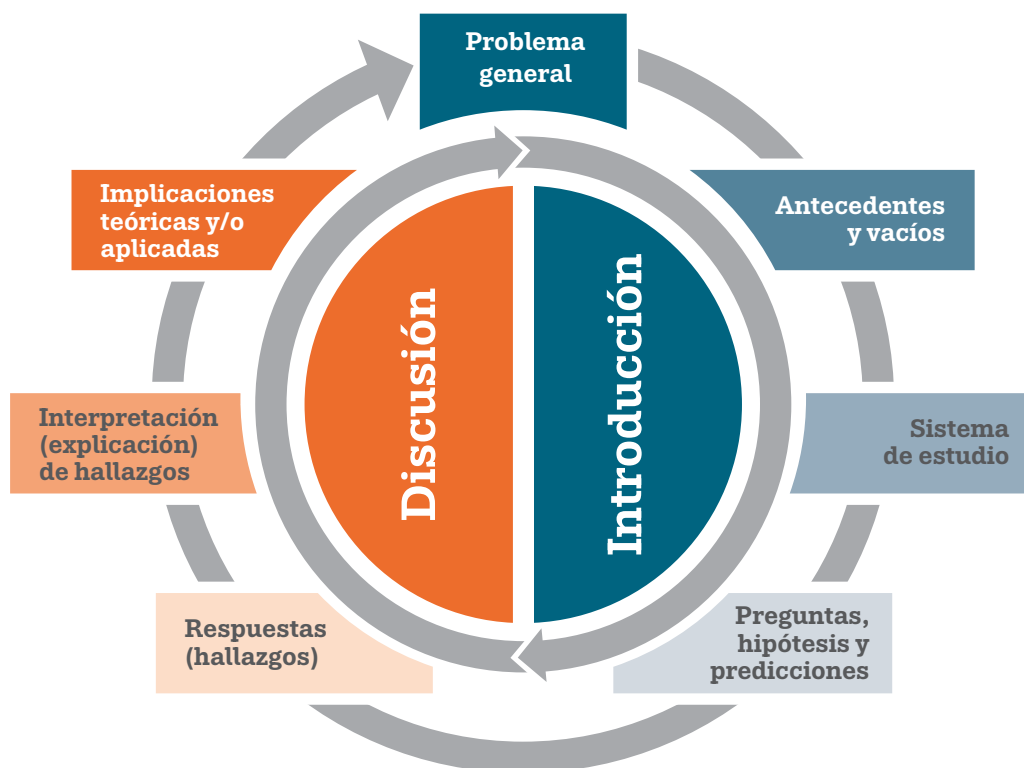 Problema
general
Antecedentes
y vacíos
Sistema
de estudio
Preguntas,
hipótesis y
predicciones
Respuestas
(hallazgos)
Interpretación
(explicación)
de hallazgos
Implicaciones
teóricas y/o
aplicadas
Discusión
Introducción